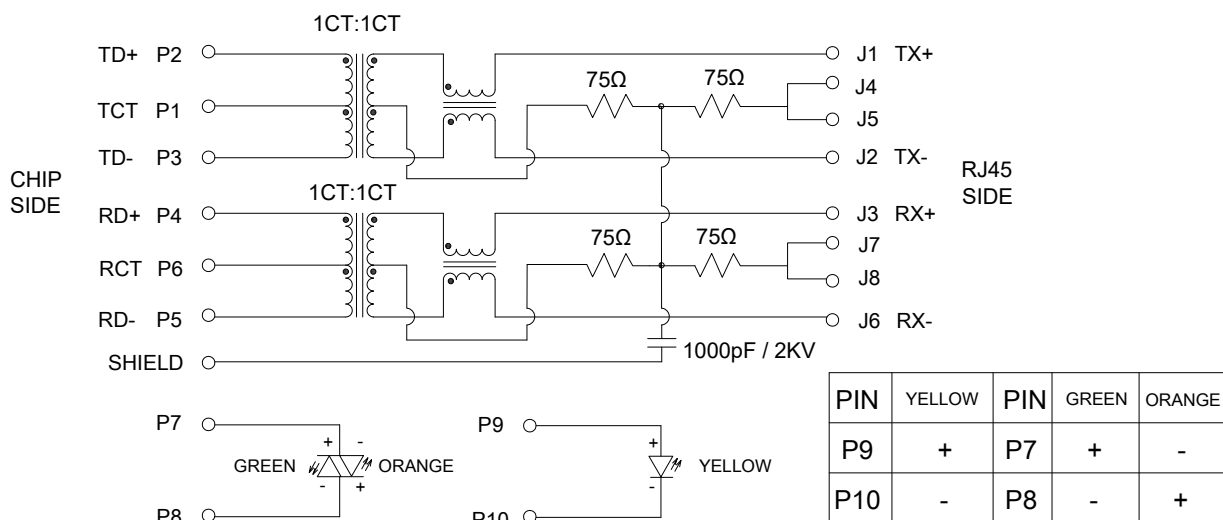 1CT:1CT
TD+ P2
J1 TX+
75Ω 75Ω
J4
TCT P1
J5
TD- P3
J2 TX-
CHIP
SIDE
RJ45
SIDE
1CT:1CT
RD+ P4
J3 RX+
75Ω 75Ω
J7
RCT P6
J8
RD- P5
J6 RX-
SHIELD
1000pF / 2KV
P7
+ -
GREEN ORANGE
- +
P8
P9
+
YELLOW
-
P10
PIN YELLOW PIN GREEN ORANGE
P9 + P7 + -
P10 - P8 - +